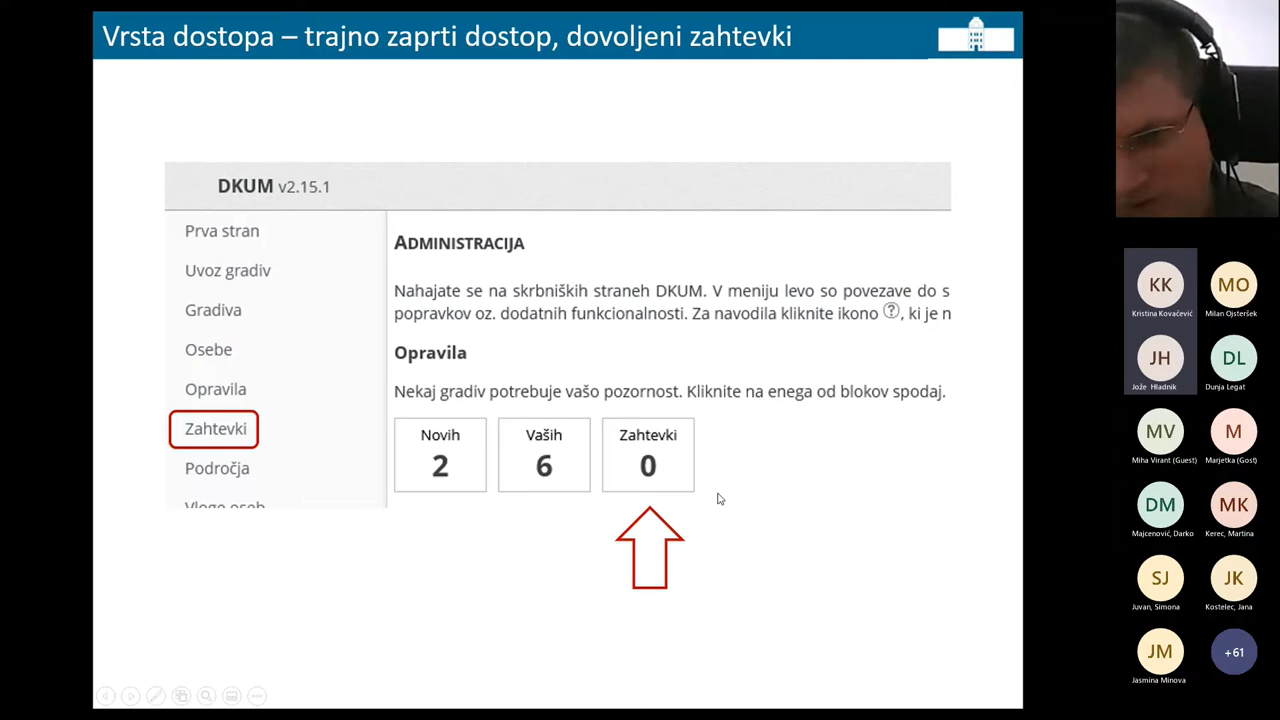 Vrsta dostopa – trajno zaprti dostop, dovoljeni zahtevki
DKUM v2.15.1
Prva stran
Uvoz gradiv
Gradiva
Osebe
Opravila
Zahtevki
Področja
Vloge oseb
ADMINISTRACIJA
Nahajate se na skrbniških straneh DKUM. V meniju levo so povezave do s
popravkov oz. dodatnih funkcionalnosti. Za navodila kliknite ikono ?, ki je n
Opravila
Nekaj gradiv potrebuje vašo pozornost. Kliknite na enega od blokov spodaj.
Novih
2
Vaših
6
Zahtevki
0
KK
Kristina Kovačević
MO
Milan Ojsteršek
JH
Jože Hladnik
DL
Dunja Legat
MV
Miha Virant (Guest)
M
Marjetka (Gost)
DM
Majcenović, Darko
MK
Kerec, Martina
SJ
Juvan, Simona
JK
Kostelec, Jana
JM
Jasmina Minova
+61